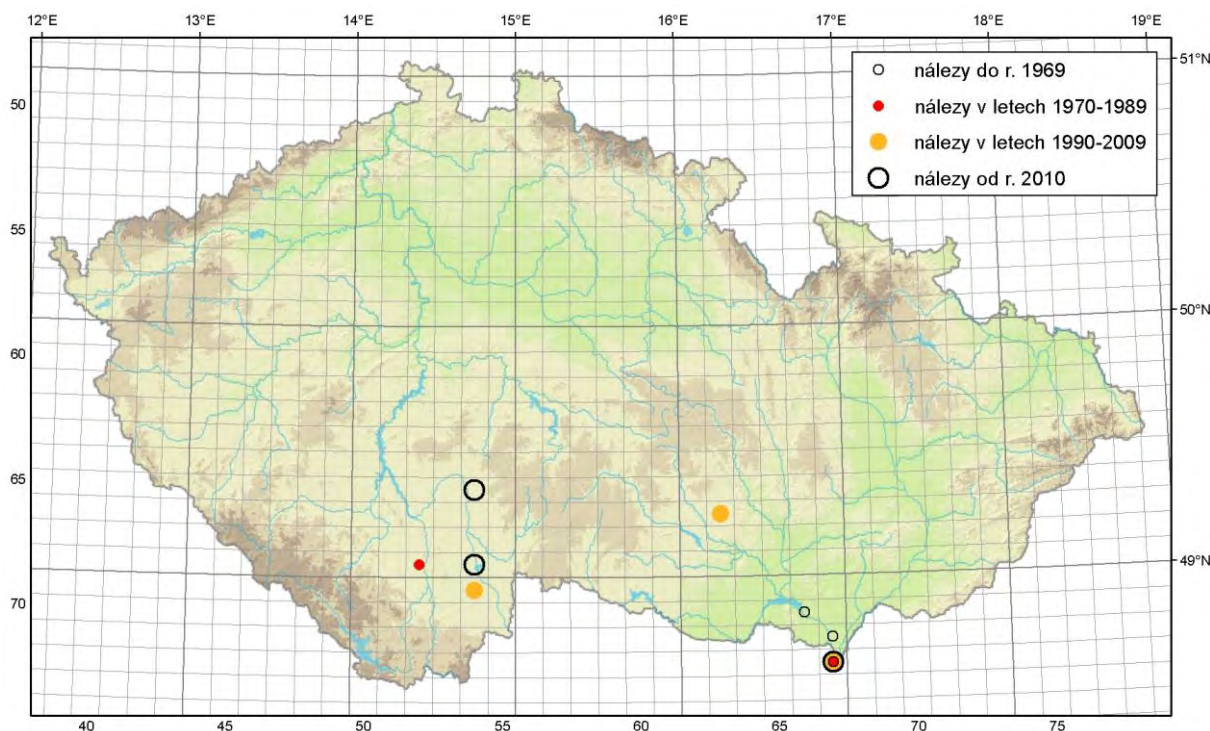 12°E 13°E 14°E 15°E 16°E 17°E 18°E 19°E
nálezy do r. 1969
nálezy v letech 1970-1989
nálezy v letech 1990-2009
nálezy od r. 2010
51°N
50
55
50°N
60
65
49°N
70
40 45 50 55 60 65 70 75